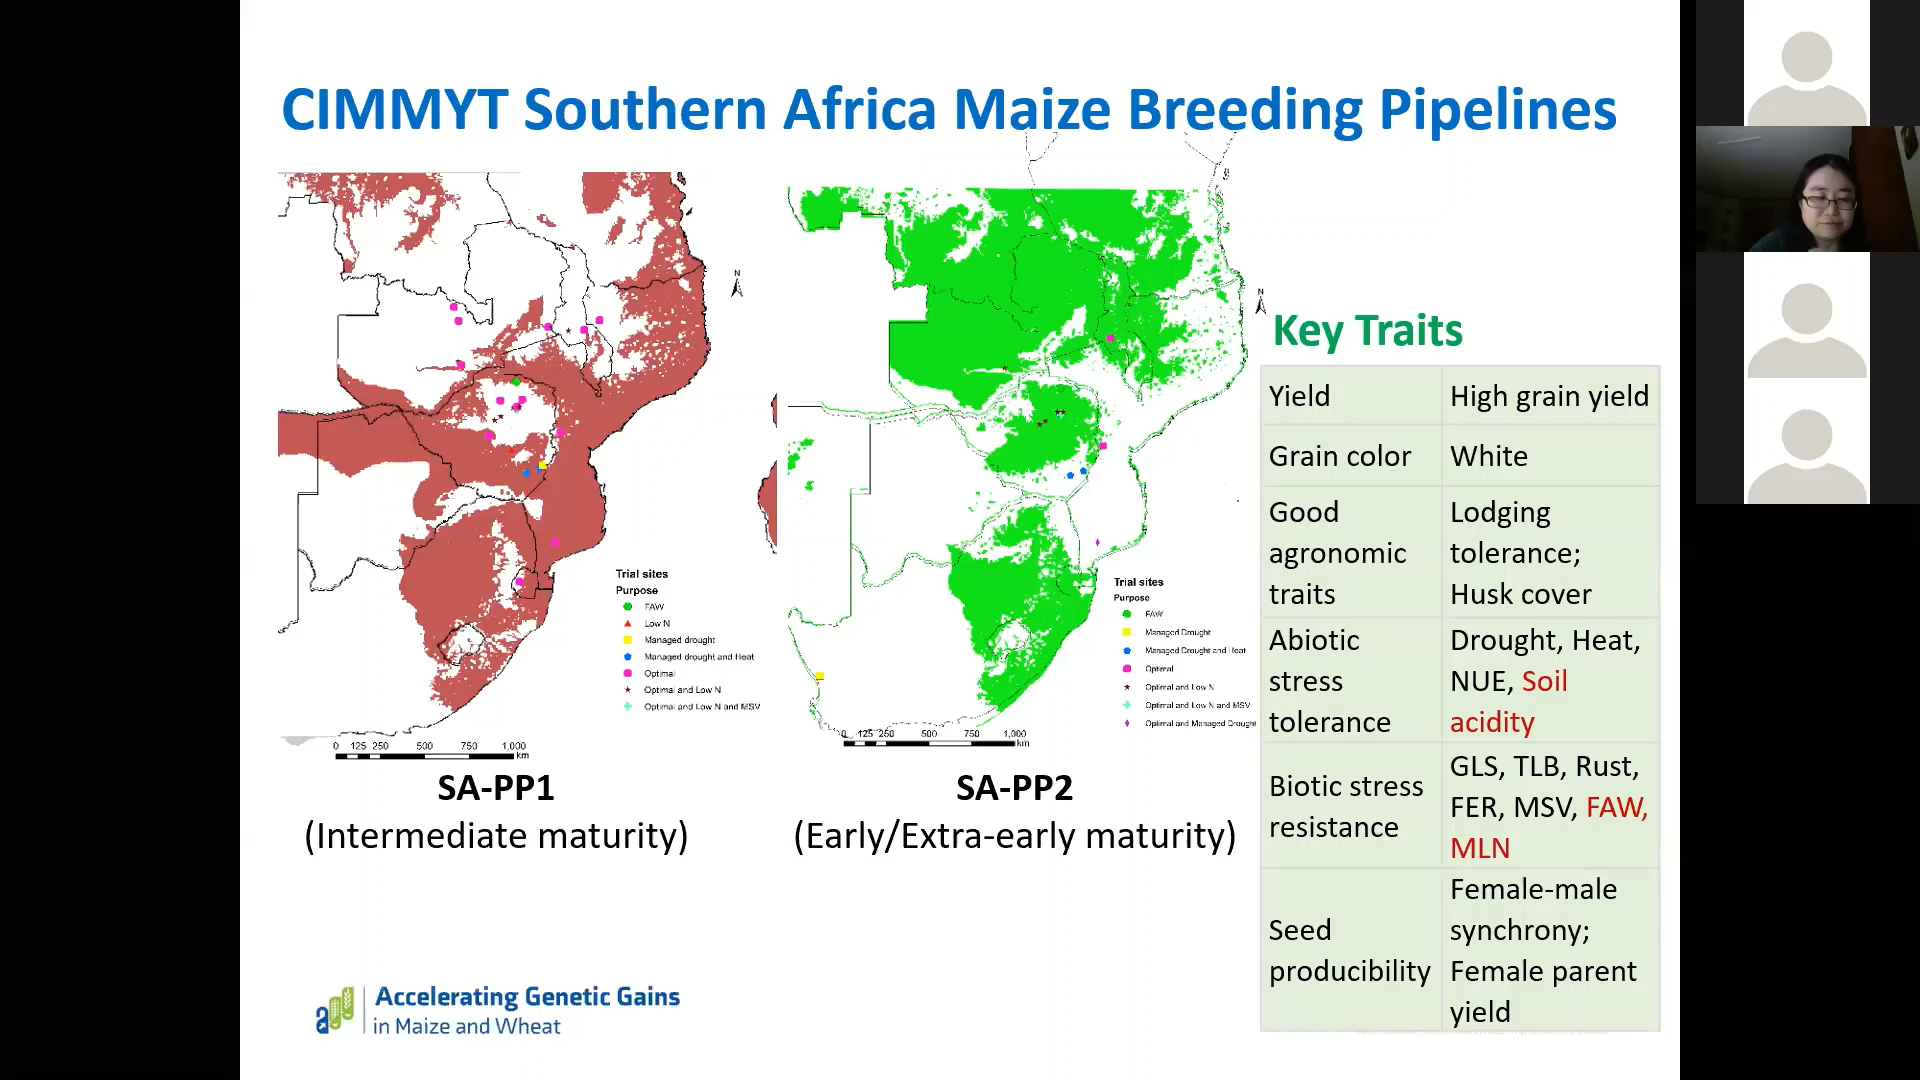 CIMMYT Southern Africa Maize Breeding Pipelines
N
Trial sites
Purpose
FAW
Low N
Managed drought
Managed drought and Heat
Optimal
Optimal and Low N
Optimal and Low N and MSV
0 125 250 500 750 1,000
km
SA-PP1
(Intermediate maturity)
N
Trial sites
Purpose
FAW
Managed Drought
Managed Drought and Heat
Optimal
Optimal and Low N
Optimal and Low N and MSV
Optimal and Managed Drought
0 125 250 500 750 1,000
km
SA-PP2
(Early/Extra-early maturity)
Key Traits
Yield
High grain yield
Grain color
White
Good
agronomic
traits
Lodging
tolerance;
Husk cover
Abiotic
stress
tolerance
Drought, Heat,
NUE, Soil
acidity
Biotic stress
resistance
GLS, TLB, Rust,
FER, MSV, FAW,
MLN
Seed
producibility
Female-male
synchrony;
Female parent
yield
Accelerating Genetic Gains
in Maize and Wheat